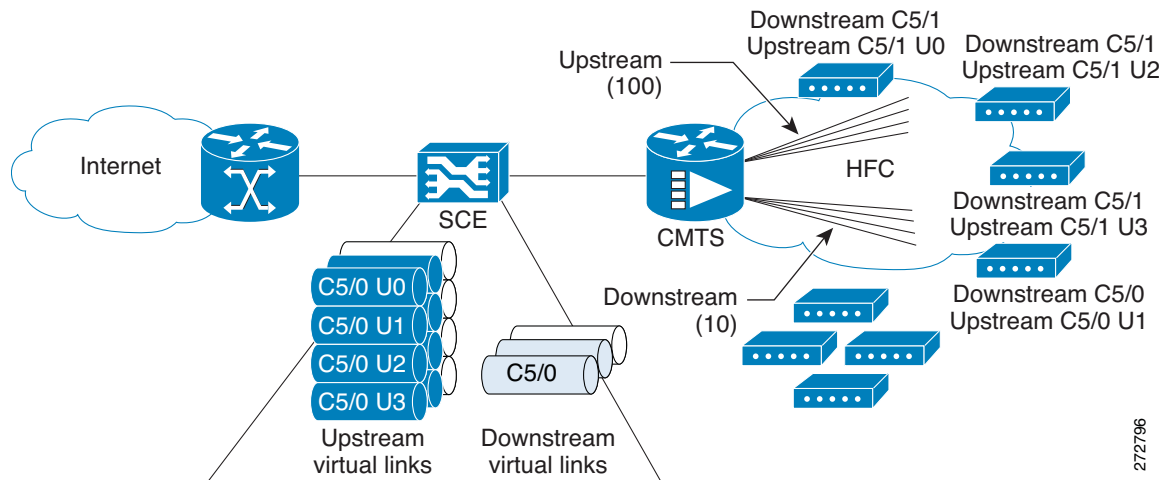 Downstream C5/1
Upstream C5/1 U0
Downstream C5/1
Upstream C5/1 U2
Upstream
(100)
Internet
HFC
SCE
CMTS
Downstream C5/1
Upstream C5/1 U3
C5/0 U0
C5/0 U1
C5/0 U2
C5/0 U3
C5/0
Downstream
(10)
Downstream C5/0
Upstream C5/0 U1
Upstream
virtual links
Downstream
virtual links
272796